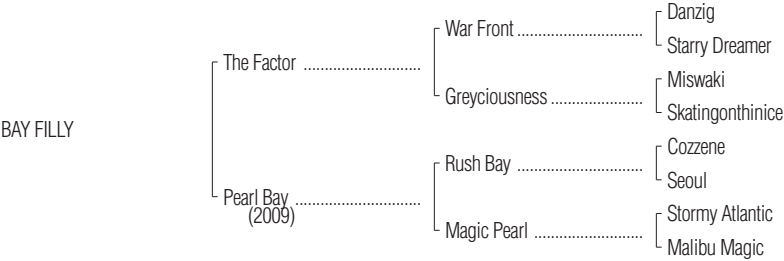 Danzig
War Front ..............................
Starry Dreamer
The Factor ...........................
Miswaki
Greyciousness ......................
Skatingonthinice
BAY FILLY
Cozzene
Rush Bay ..............................
Seoul
Pearl Bay .............................
(2009)
Stormy Atlantic
Magic Pearl ..........................
Malibu Magic